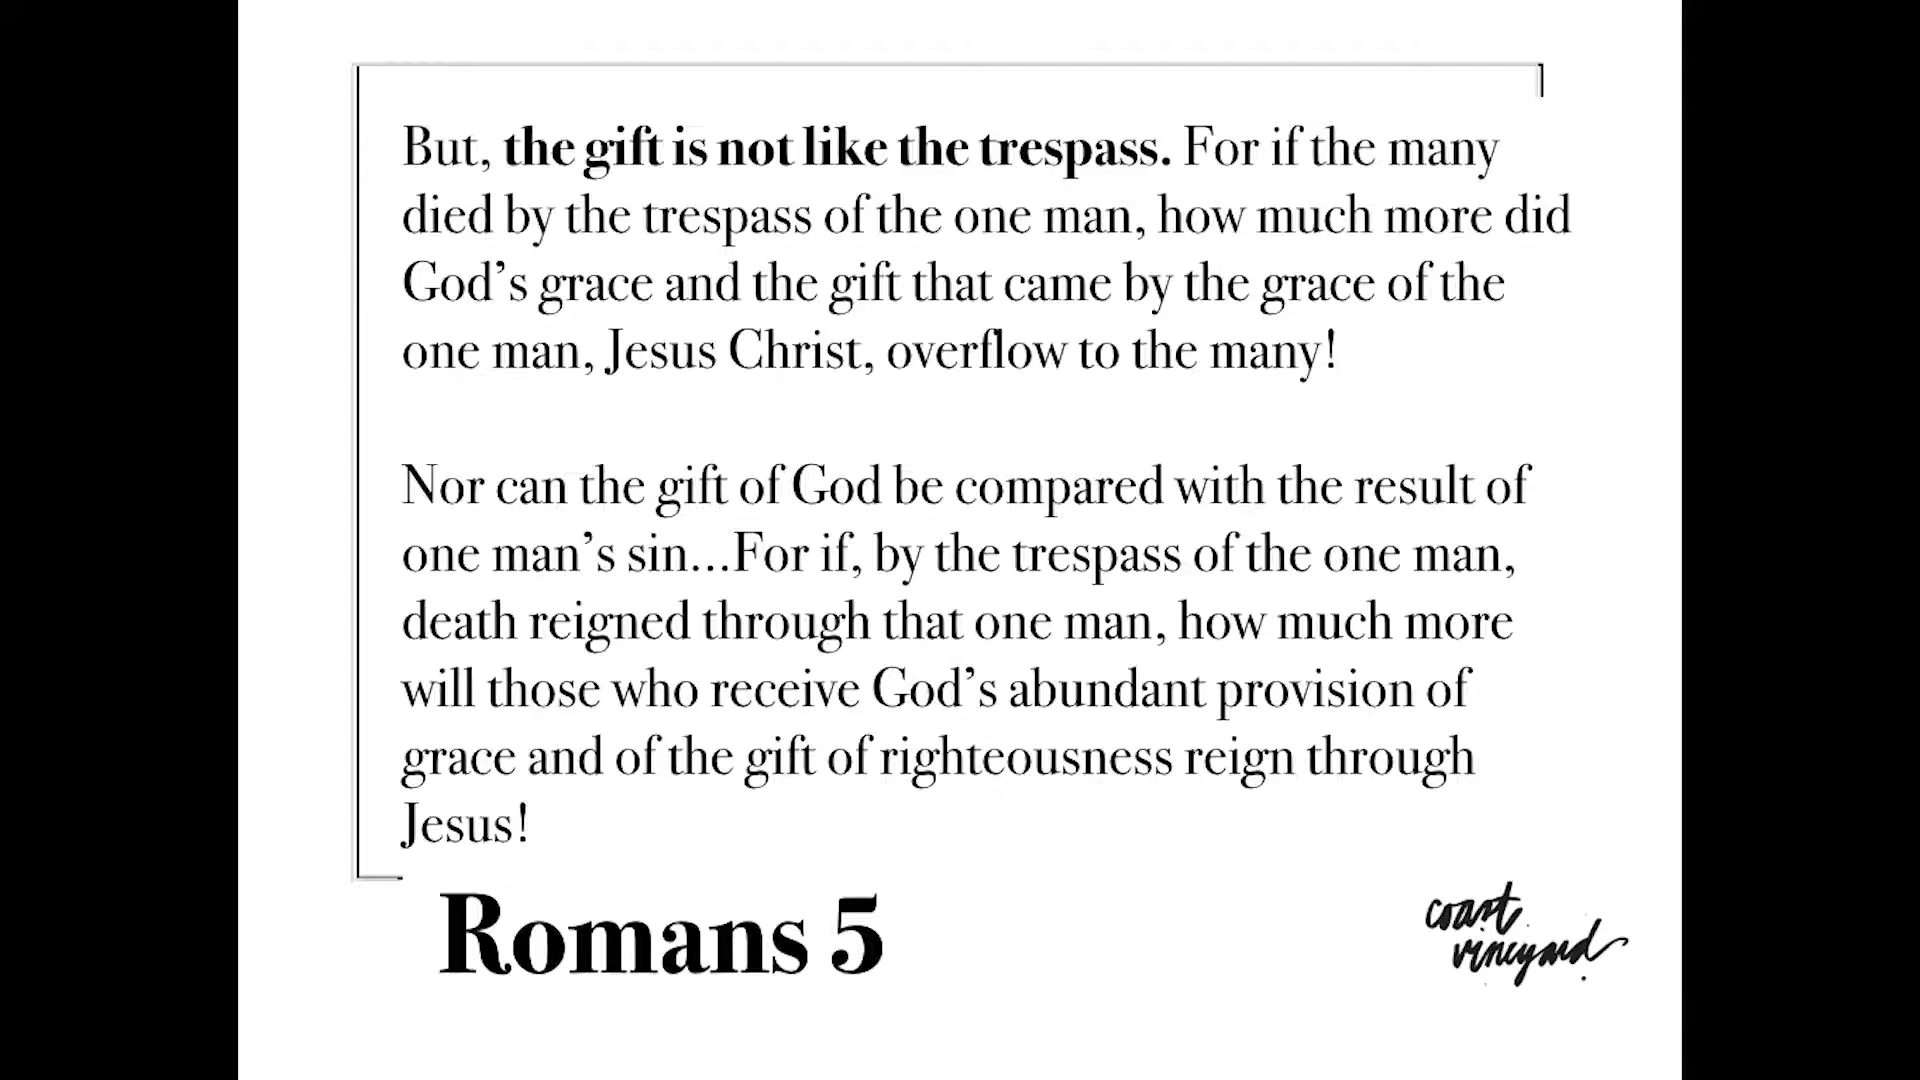 But, the gift is not like the trespass. For if the many
died by the trespass of the one man, how much more did
God’s grace and the gift that came by the grace of the
one man, Jesus Christ, overflow to the many!
Nor can the gift of God be compared with the result of
one man’s sin...For if, by the trespass of the one man,
death reigned through that one man, how much more
will those who receive God’s abundant provision of
grace and of the gift of righteousness reign through
Jesus!
Romans 5
coast
vineyard